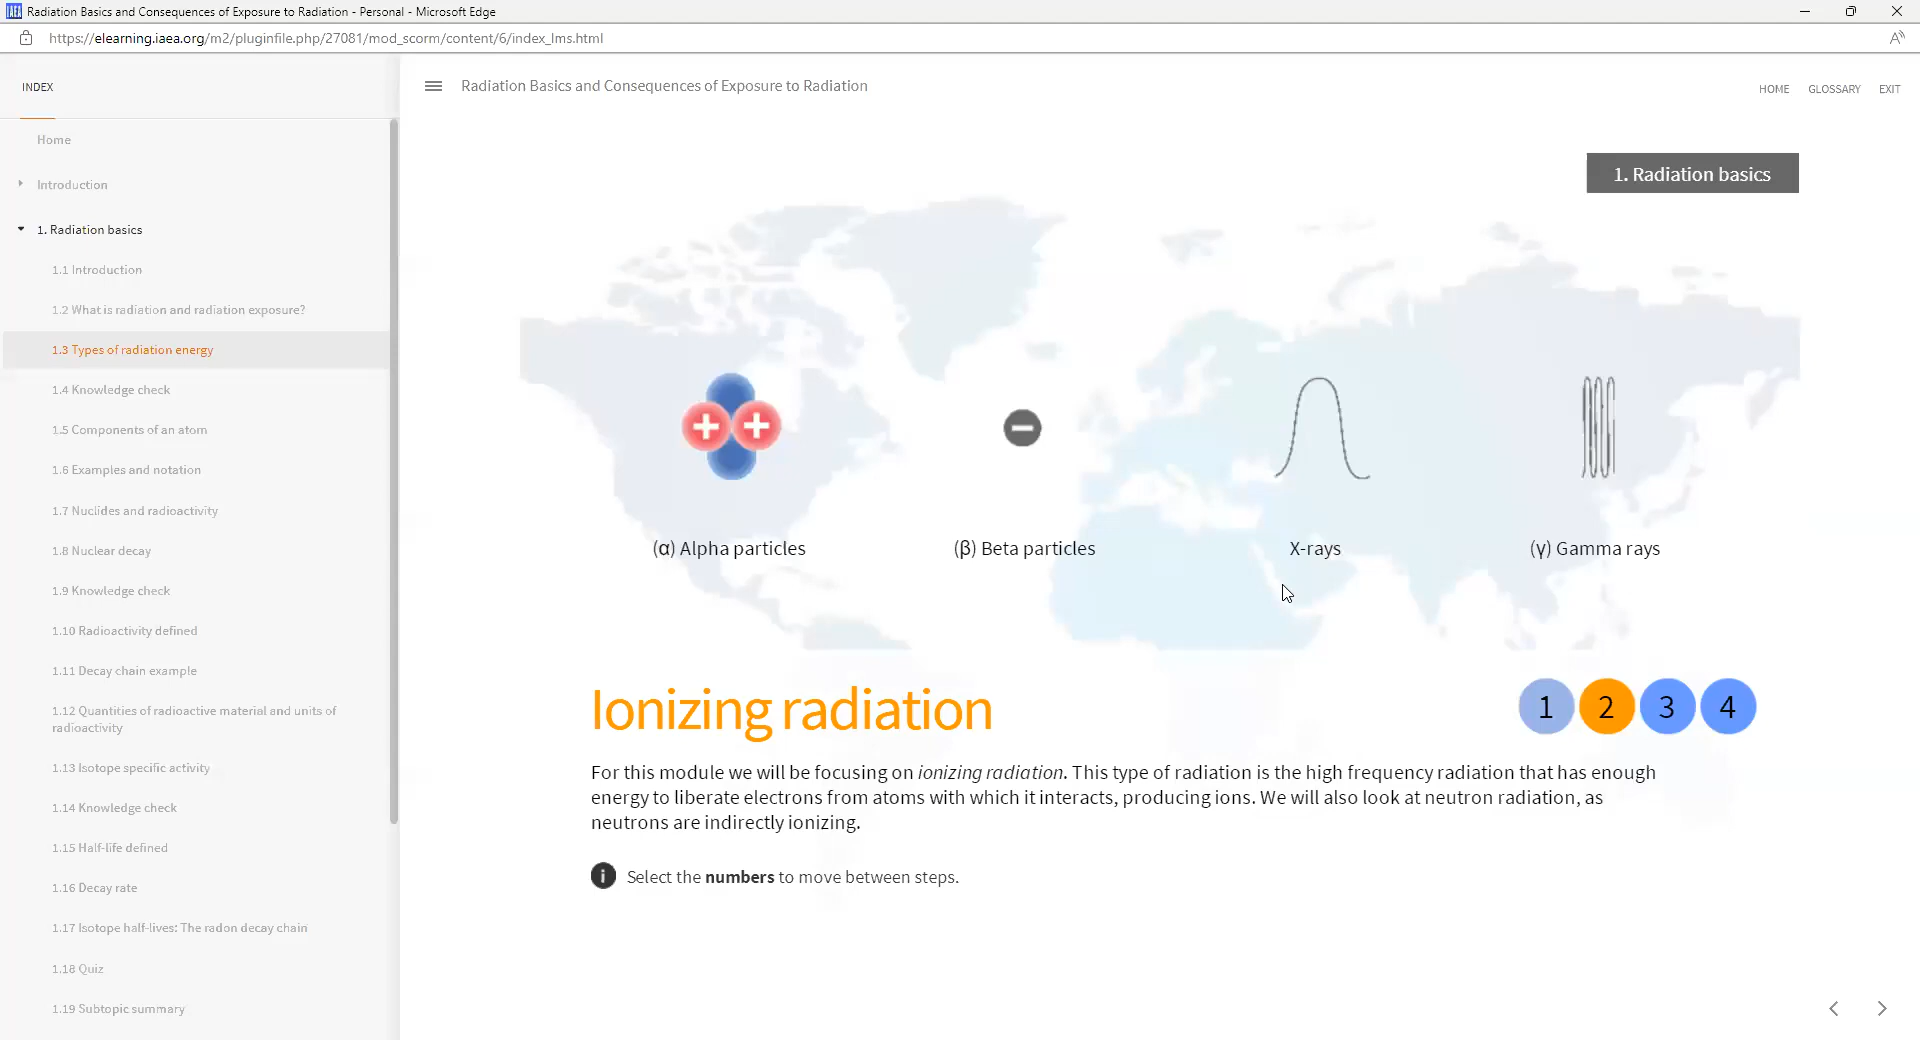 IAEA Radiation Basics and Consequences of Exposure to Radiation - Personal - Microsoft Edge
https://elearning.iaea.org/m2/pluginfile.php/27081/mod_scorm/content/6/index_lms.html
INDEX
Home
Introduction
1. Radiation basics
1.1 Introduction
1.2 What is radiation and radiation exposure?
1.3 Types of radiation energy
1.4 Knowledge check
1.5 Components of an atom
1.6 Examples and notation
1.7 Nuclides and radioactivity
1.8 Nuclear decay
1.9 Knowledge check
1.10 Radioactivity defined
1.11 Decay chain example
1.12 Quantities of radioactive material and units of
radioactivity
1.13 Isotope specific activity
1.14 Knowledge check
1.15 Half-life defined
1.16 Decay rate
1.17 Isotope half-lives: The radon decay chain
1.18 Quiz
1.19 Subtopic summary
Radiation Basics and Consequences of Exposure to Radiation
HOME GLOSSARY EXIT
1. Radiation basics
(α) Alpha particles (β) Beta particles X-rays (γ) Gamma rays
Ionizing radiation
1 2 3 4
For this module we will be focusing on ionizing radiation. This type of radiation is the high frequency radiation that has enough
energy to liberate electrons from atoms with which it interacts, producing ions. We will also look at neutron radiation, as
neutrons are indirectly ionizing.
i Select the numbers to move between steps.